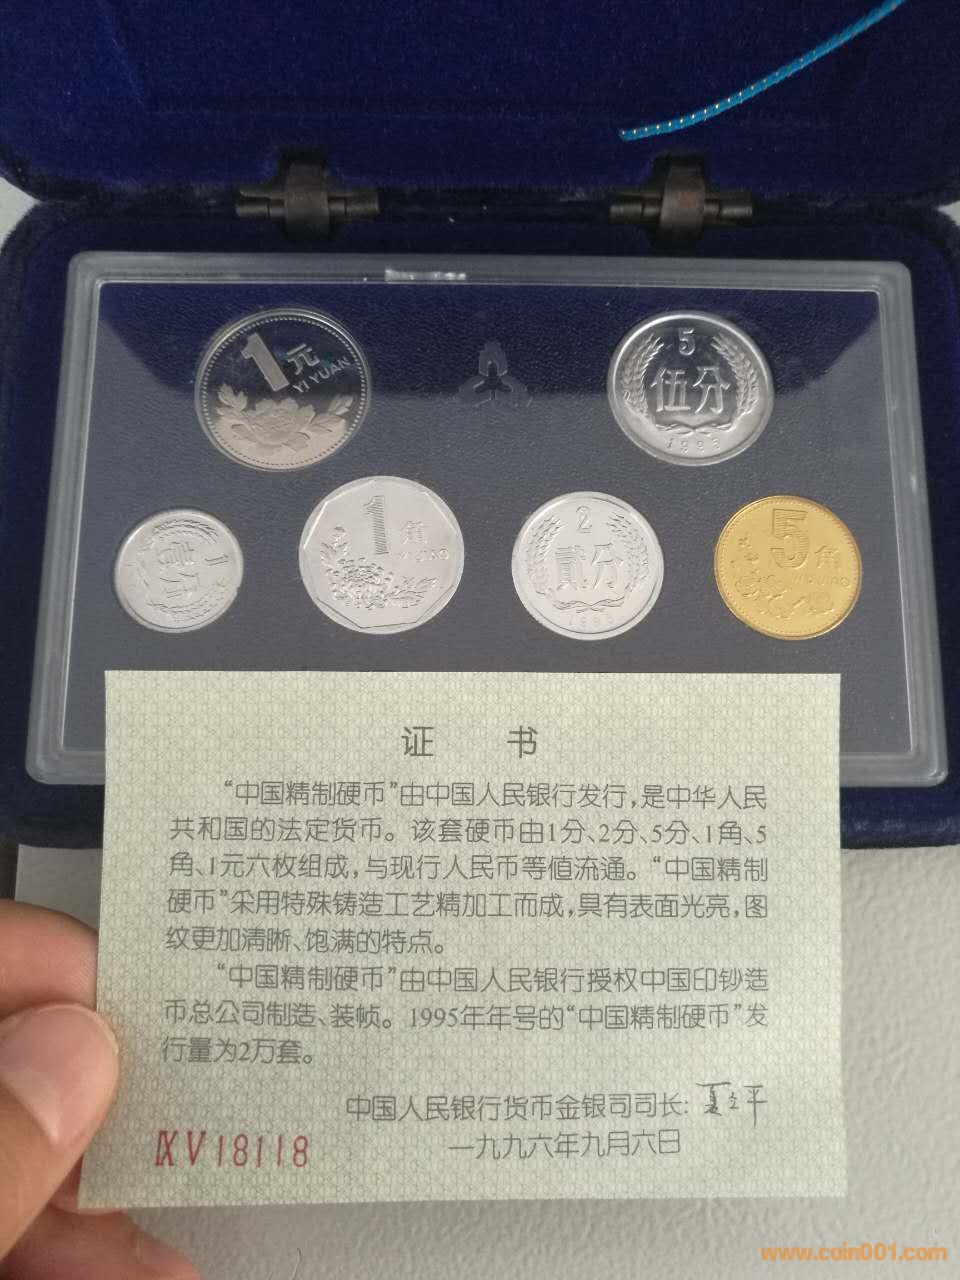 1元
YI YUAN
5
伍分
1995
1
壹分
1角
YI JIAO
2
贰分
1995
5角
WU JIAO
证 书
“中国精制硬币”由中国人民银行发行，是中华人民
共和国的法定货币。该套硬币由1分、2分、5分、1角、5
角、1元六枚组成，与现行人民币等值流通。“中国精制
硬币”采用特殊铸造工艺精加工而成，具有表面光亮，图
纹更加清晰、饱满的特点。
“中国精制硬币”由中国人民银行授权中国印钞造
币总公司制造、装帧。1995年年号的“中国精制硬币”发
行量为2万套。
中国人民银行货币金银司司长：
一九九六年九月六日
IXV18118
www.coin001.com